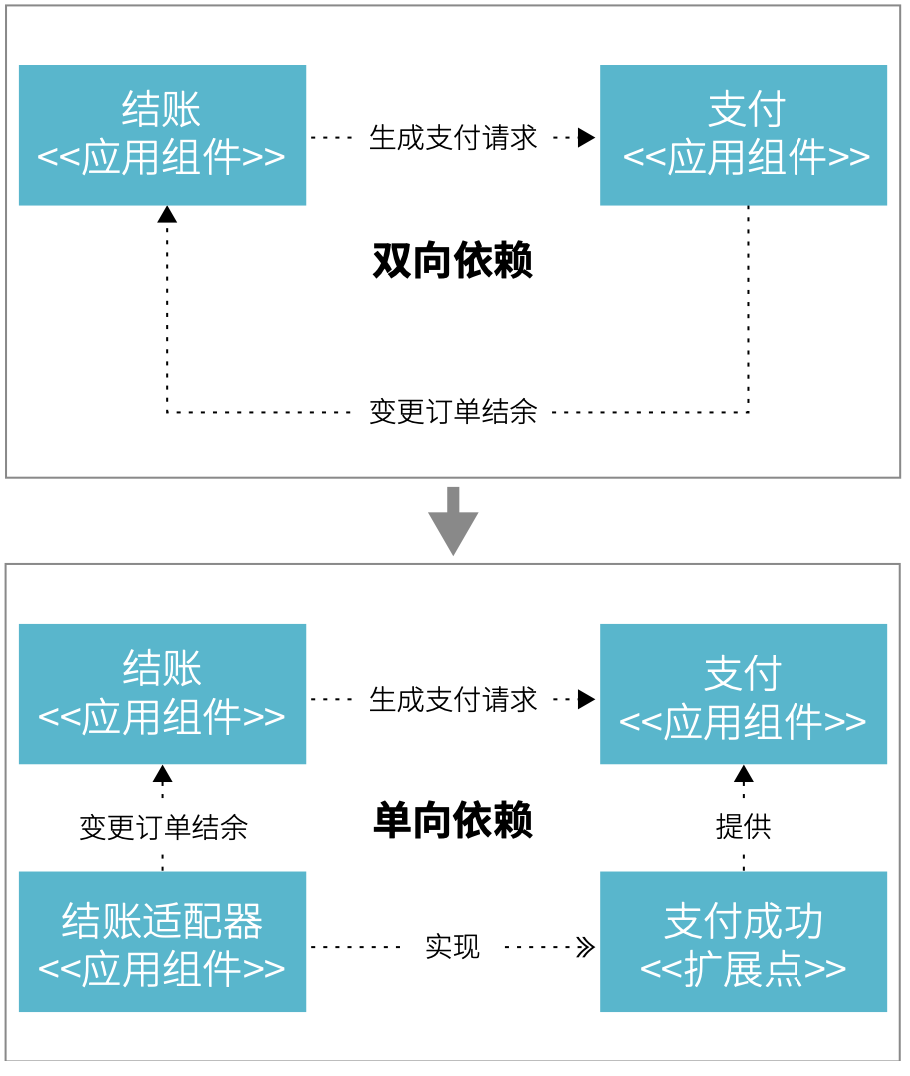 结账
<<应用组件>>
生成支付请求
支付
<<应用组件>>
双向依赖
变更订单结余
结账
<<应用组件>>
生成支付请求
支付
<<应用组件>>
变更订单结余
单向依赖
提供
结账适配器
<<应用组件>>
实现
支付成功
<<扩展点>>